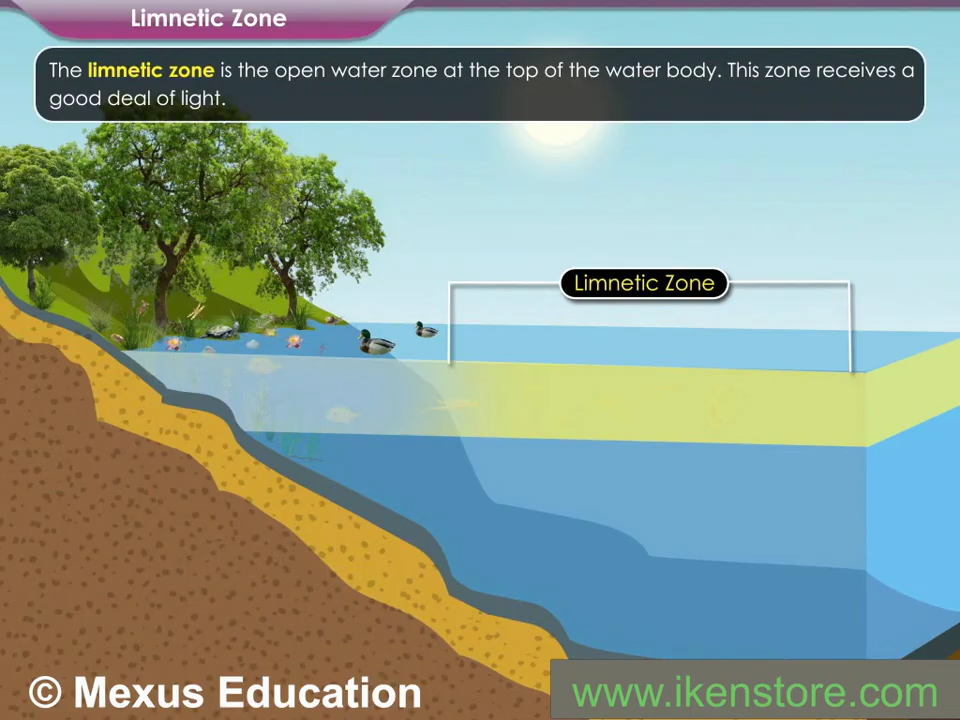 Limnetic Zone
The limnetic zone is the open water zone at the top of the water body. This zone receives a
good deal of light.
Limnetic Zone
© Mexus Education
www.ikenstore.com